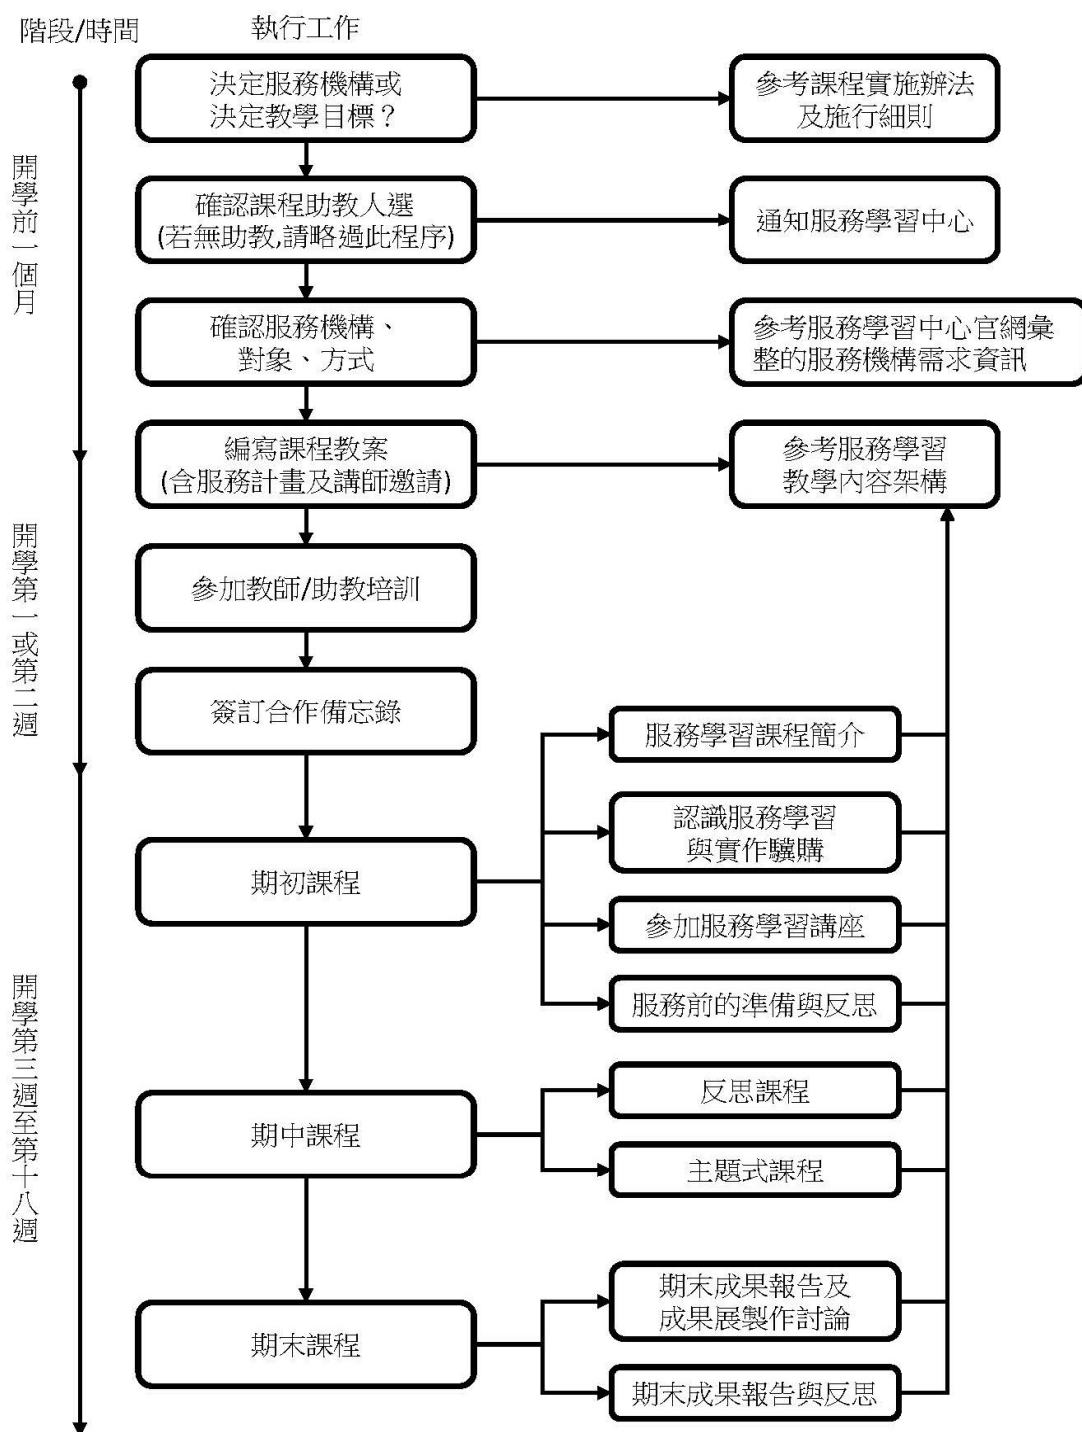 階段/時間
執行工作
開學前一個月
決定服務機構或
決定教學目標？
參考課程實施辦法
及施行細則
確認課程助教人選
(若無助教,請略過此程序)
通知服務學習中心
確認服務機構、
對象、方式
參考服務學習中心官網彙
整的服務機構需求資訊
編寫課程教案
(含服務計畫及講師邀請)
參考服務學習
教學內容架構
開學第一或第二週
參加教師/助教培訓
簽訂合作備忘錄
開學第三週至第十八週
期初課程
服務學習課程簡介
認識服務學習
與實作驥購
參加服務學習講座
服務前的準備與反思
期中課程
反思課程
主題式課程
期末課程
期末成果報告及
成果展製作討論
期末成果報告與反思